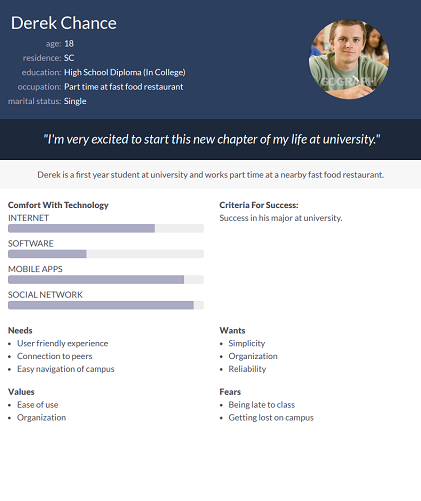 Derek Chance
age: 18
residence: SC
education: High School Diploma (In College)
occupation: Part time at fast food restaurant
marital status: Single
"I'm very excited to start this new chapter of my life at university."
Derek is a first year student at university and works part time at a nearby fast food restaurant.
Comfort With Technology
INTERNET
SOFTWARE
MOBILE APPS
SOCIAL NETWORK
Criteria For Success:
Success in his major at university.
Needs
• User friendly experience
• Connection to peers
• Easy navigation of campus
Wants
• Simplicity
• Organization
• Reliability
Values
• Ease of use
• Organization
Fears
• Being late to class
• Getting lost on campus